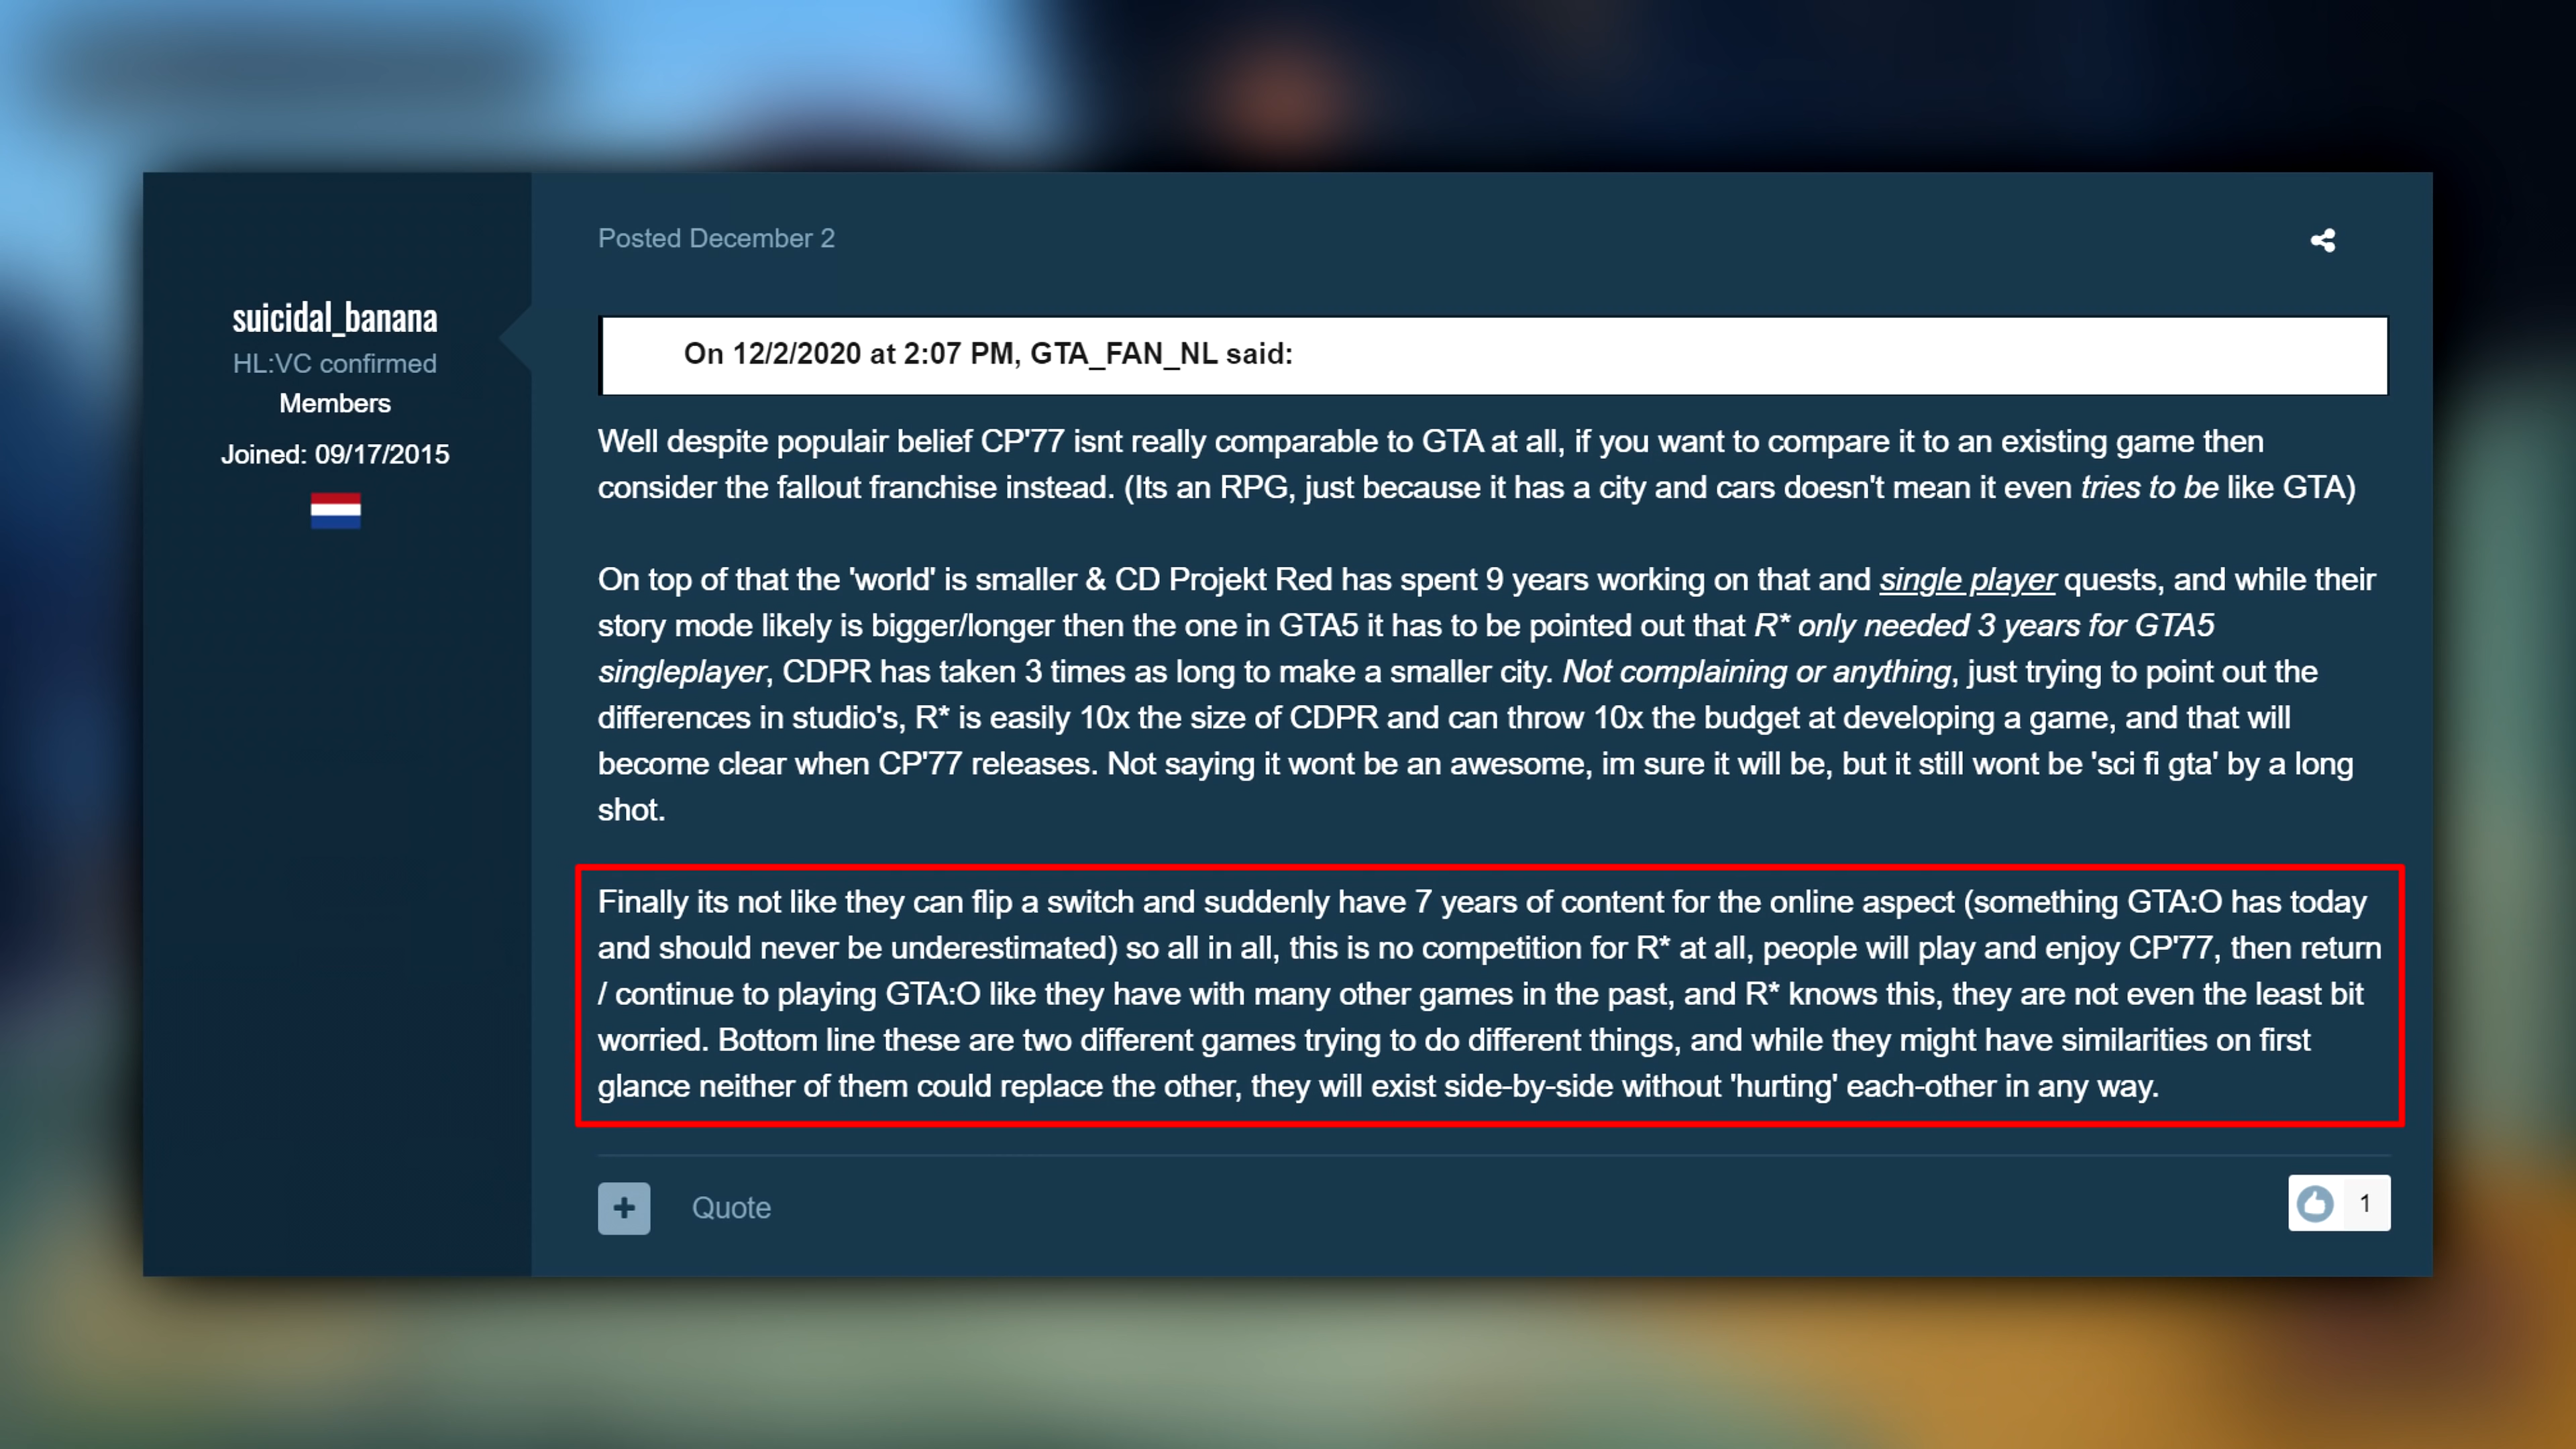 Posted December 2
suicidal_banana
HL:VC confirmed
Members
Joined: 09/17/2015
On 12/2/2020 at 2:07 PM, GTA_FAN_NL said:
Well despite populair belief CP'77 isnt really comparable to GTA at all, if you want to compare it to an existing game then
consider the fallout franchise instead. (Its an RPG, just because it has a city and cars doesn't mean it even tries to be like GTA)
On top of that the 'world' is smaller & CD Projekt Red has spent 9 years working on that and single player quests, and while their
story mode likely is bigger/longer then the one in GTA5 it has to be pointed out that R* only needed 3 years for GTA5
singleplayer, CDPR has taken 3 times as long to make a smaller city. Not complaining or anything, just trying to point out the
differences in studio's, R* is easily 10x the size of CDPR and can throw 10x the budget at developing a game, and that will
become clear when CP'77 releases. Not saying it wont be an awesome, im sure it will be, but it still wont be 'sci fi gta' by a long
shot.
Finally its not like they can flip a switch and suddenly have 7 years of content for the online aspect (something GTA:O has today
and should never be underestimated) so all in all, this is no competition for R* at all, people will play and enjoy CP'77, then return
/ continue to playing GTA:O like they have with many other games in the past, and R* knows this, they are not even the least bit
worried. Bottom line these are two different games trying to do different things, and while they might have similarities on first
glance neither of them could replace the other, they will exist side-by-side without 'hurting' each-other in any way.
+ Quote
1